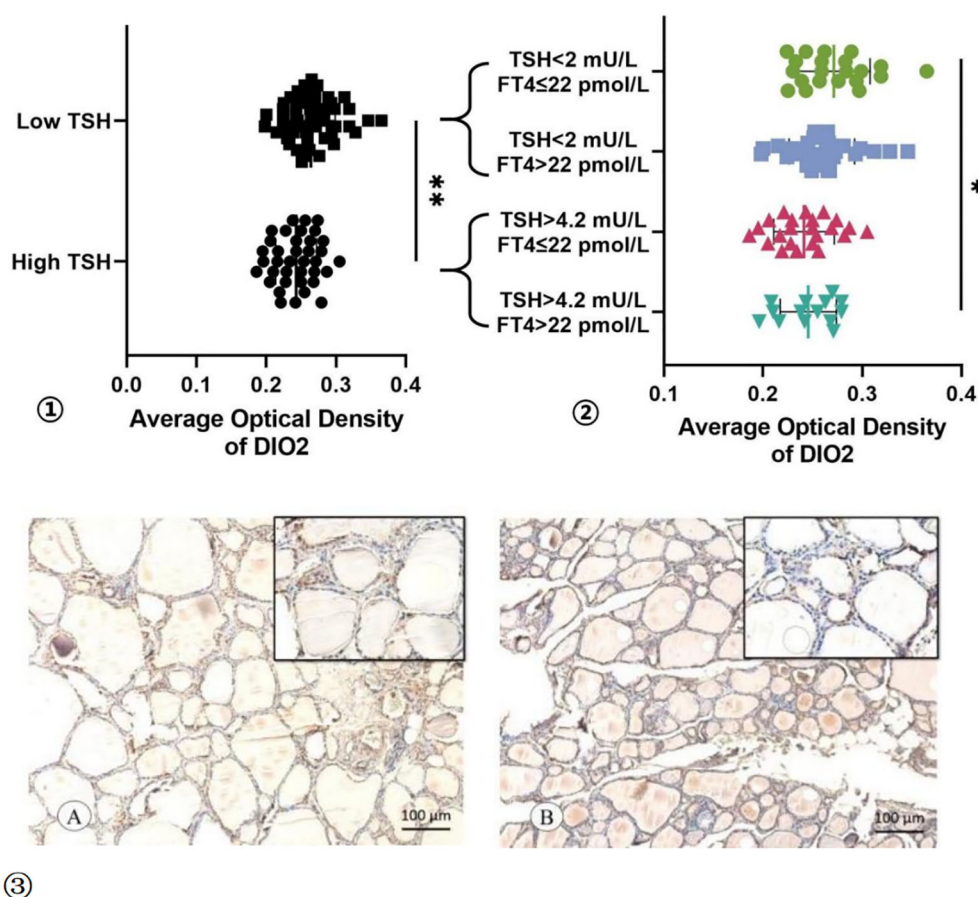 Low TSH
High TSH
**
0.0 0.1 0.2 0.3 0.4
①
Average Optical Density
of DIO2
TSH<2 mU/L
FT4≤22 pmol/L
TSH<2 mU/L
FT4>22 pmol/L
TSH>4.2 mU/L
FT4≤22 pmol/L
TSH>4.2 mU/L
FT4>22 pmol/L
*
0.1 0.2 0.3 0.4
②
Average Optical Density
of DIO2
A
100 μm
B
100 μm
③